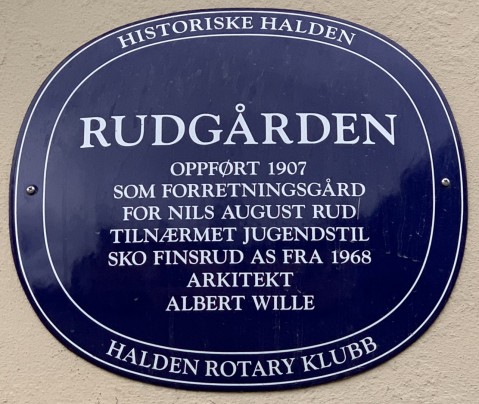 HISTORISKE HALDEN
RUDGÅRDEN
OPPFØRT 1907
SOM FORRETNINGSGÅRD
FOR NILS AUGUST RUD
TILNÆRMET JUGENDSTIL
SKO FINSRUD AS FRA 1968
ARKITEKT
ALBERT WILLE
HALDEN ROTARY KLUBB